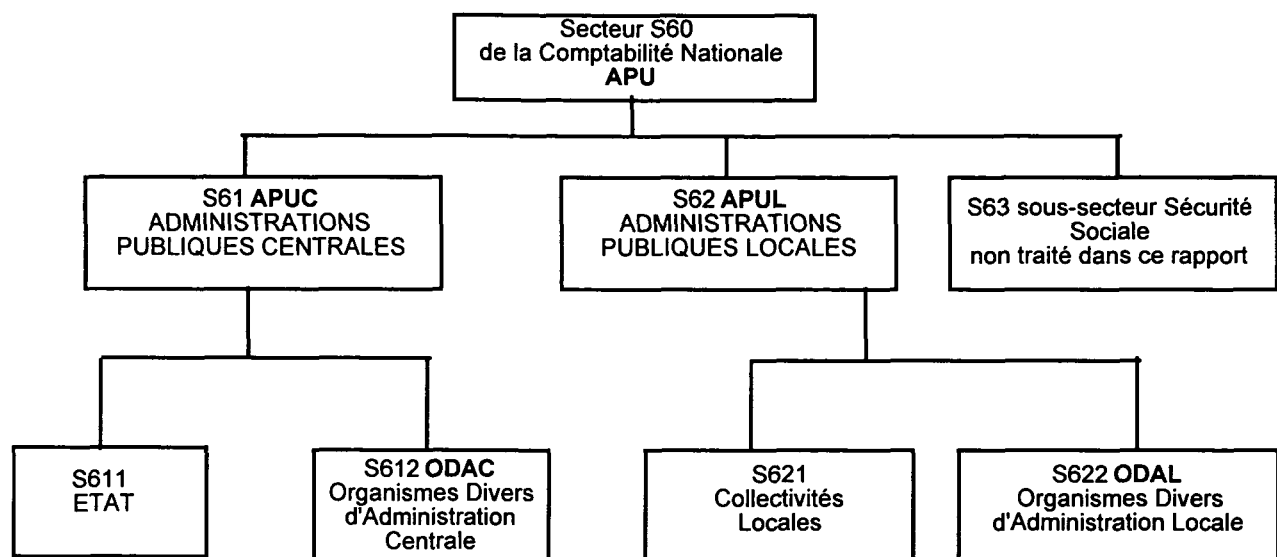 Secteur S60
de la Comptabilité Nationale
APU
S61 APUC
ADMINISTRATIONS
PUBLIQUES CENTRALES
S62 APUL
ADMINISTRATIONS
PUBLIQUES LOCALES
S63 sous-secteur Sécurité
Sociale
non traité dans ce rapport
S611
ETAT
S612 ODAC
Organismes Divers
d'Administration
Centrale
S621
Collectivités
Locales
S622 ODAL
Organismes Divers
d'Administration Locale